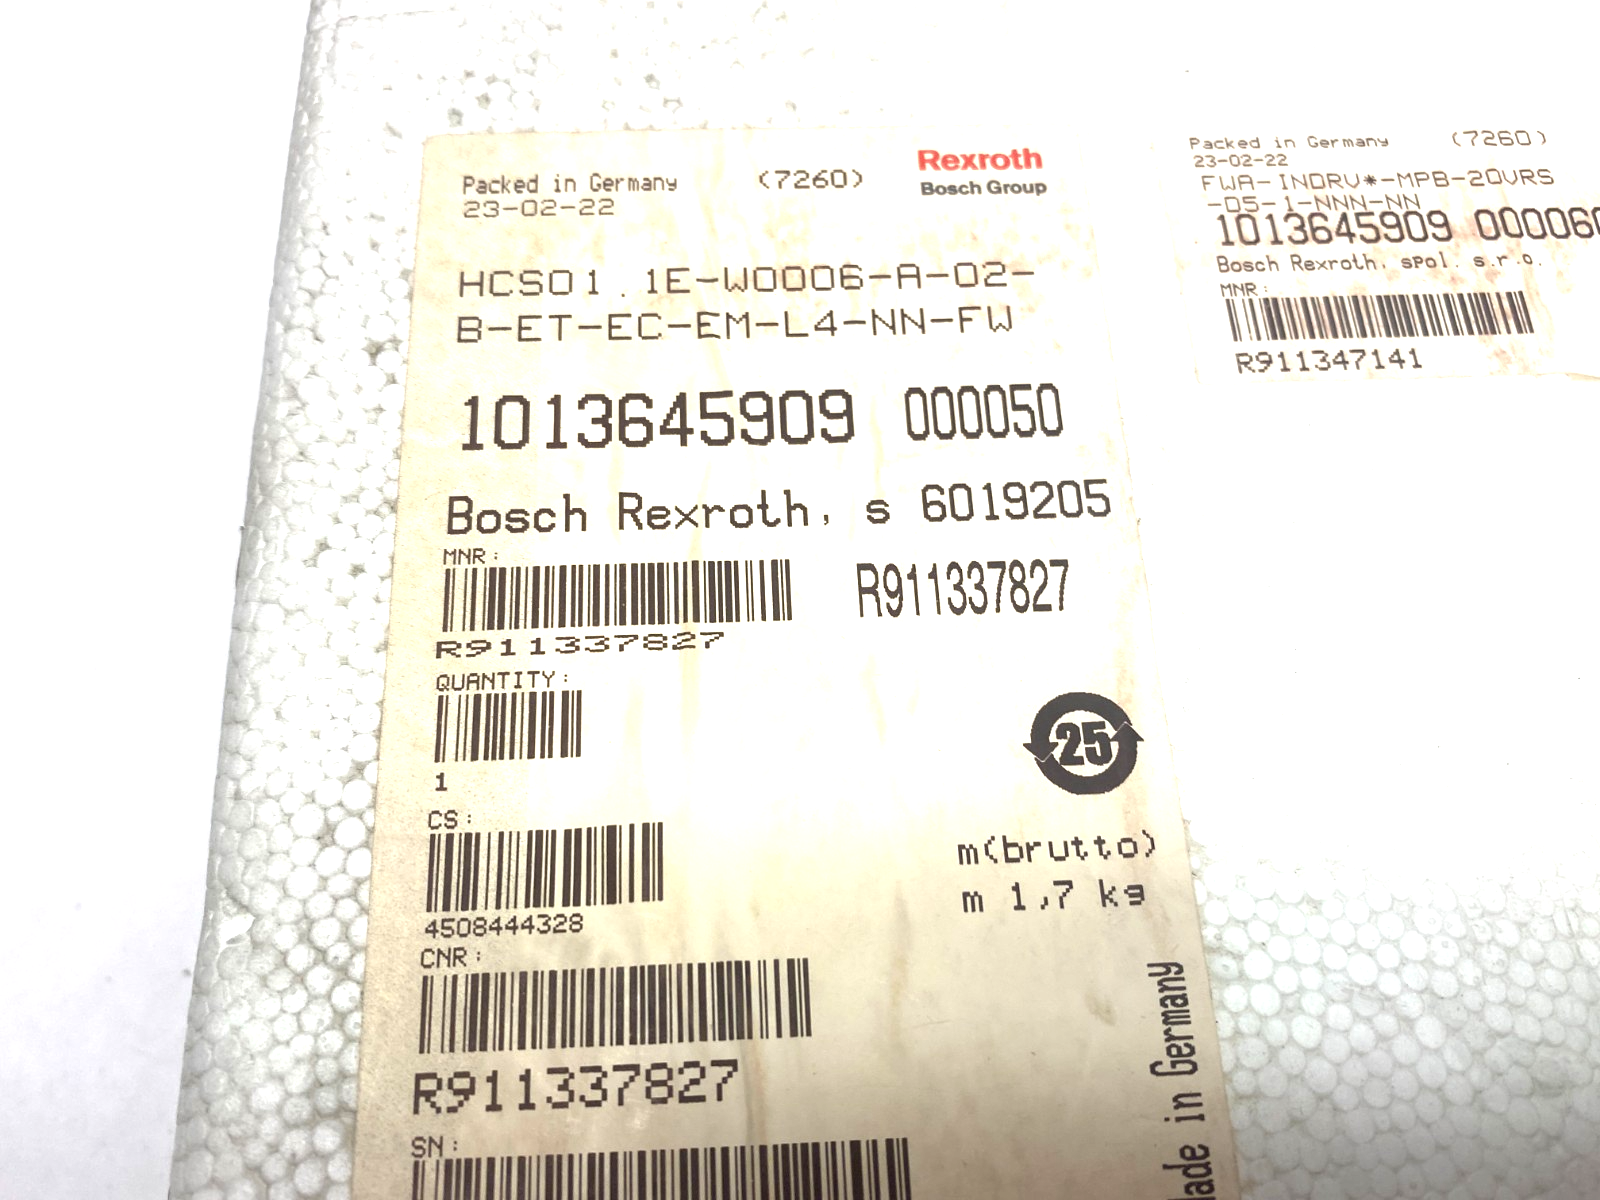 Packed in Germany (7260)
23-02-22
Rexroth
Bosch Group
HCS01.1E-W0006-A-02-
B-ET-EC-EM-L4-NN-FW
1013645909 000050
Bosch Rexroth, s 6019205
MNR:
R911337827
R911337827
QUANTITY:
1
25
CS:
4508444328
m(brutto)
m 1,7 kg
CNR:
R911337827
SN:
Made in Germany
Packed in Germany (7260)
23-02-22
FWA-INDRV*-MPB-20VRS
-D5-1-NNN-NN
1013645909 000060
Bosch Rexroth, spol. s.r.o.
MNR:
R911347141